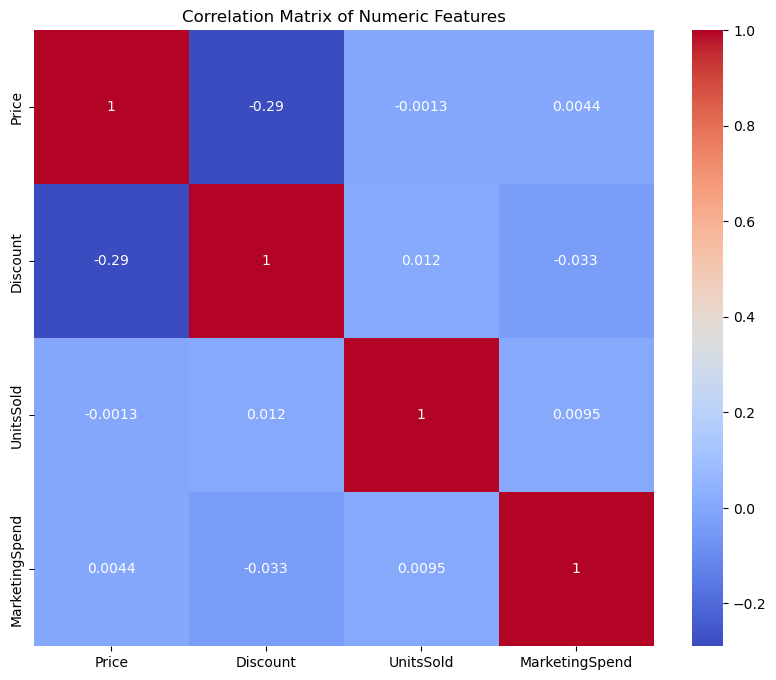 Correlation Matrix of Numeric Features
Price
1
-0.29
-0.0013
0.0044
Discount
-0.29
1
0.012
-0.033
UnitsSold
-0.0013
0.012
1
0.0095
MarketingSpend
0.0044
-0.033
0.0095
1
Price
Discount
UnitsSold
MarketingSpend
1.0
0.8
0.6
0.4
0.2
0.0
−0.2